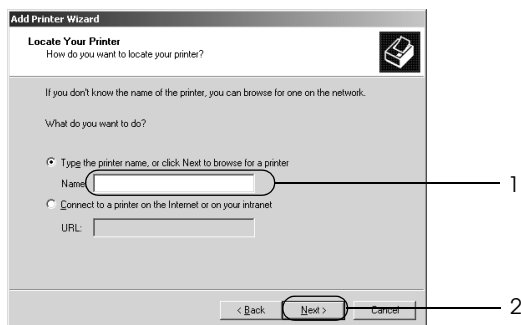 Add Printer Wizard
Locate Your Printer
How do you want to locate your printer?
If you don't know the name of the printer, you can browse for one on the network.
What do you want to do?
Type the printer name, or click Next to browse for a printer
Name
1
Connect to a printer on the Internet or on your intranet
URL:
< Back Next > Cancel
2